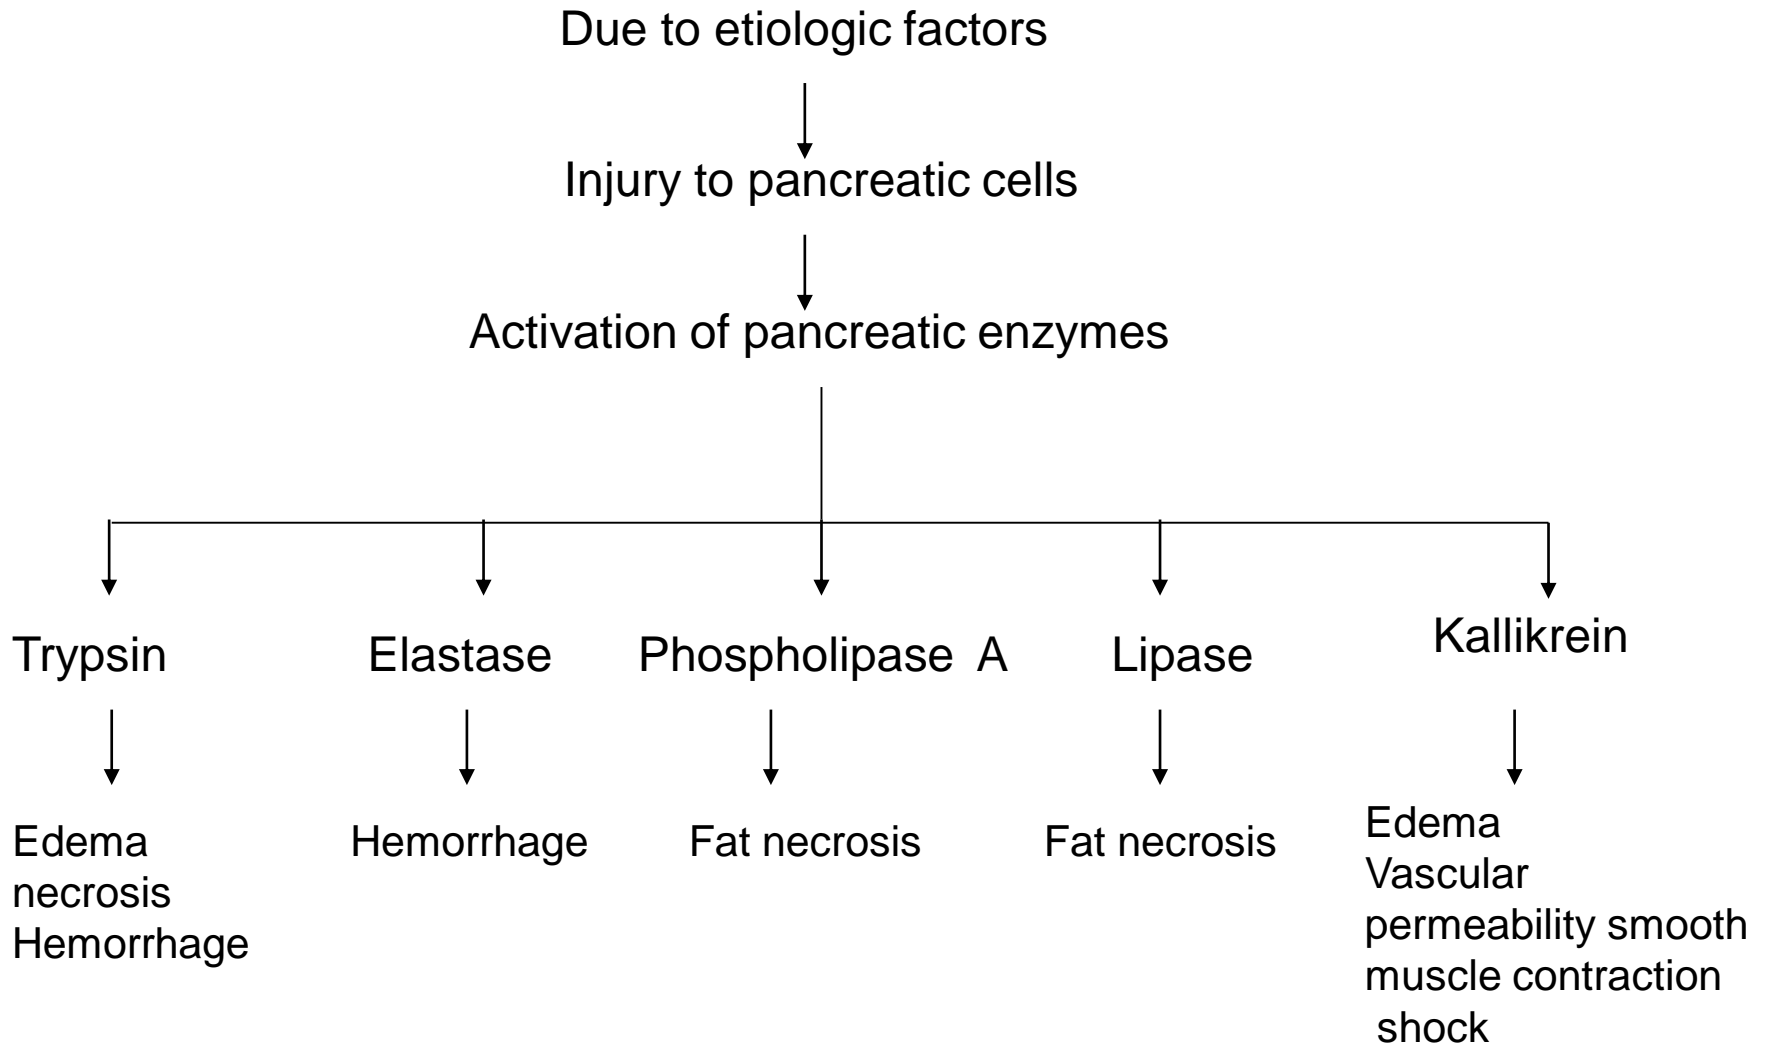 Due to etiologic factors
Injury to pancreatic cells
Activation of pancreatic enzymes
Trypsin
Elastase
Phospholipase A
Lipase
Kallikrein
Edema
necrosis
Hemorrhage
Hemorrhage
Fat necrosis
Fat necrosis
Edema
Vascular
permeability smooth
muscle contraction
shock